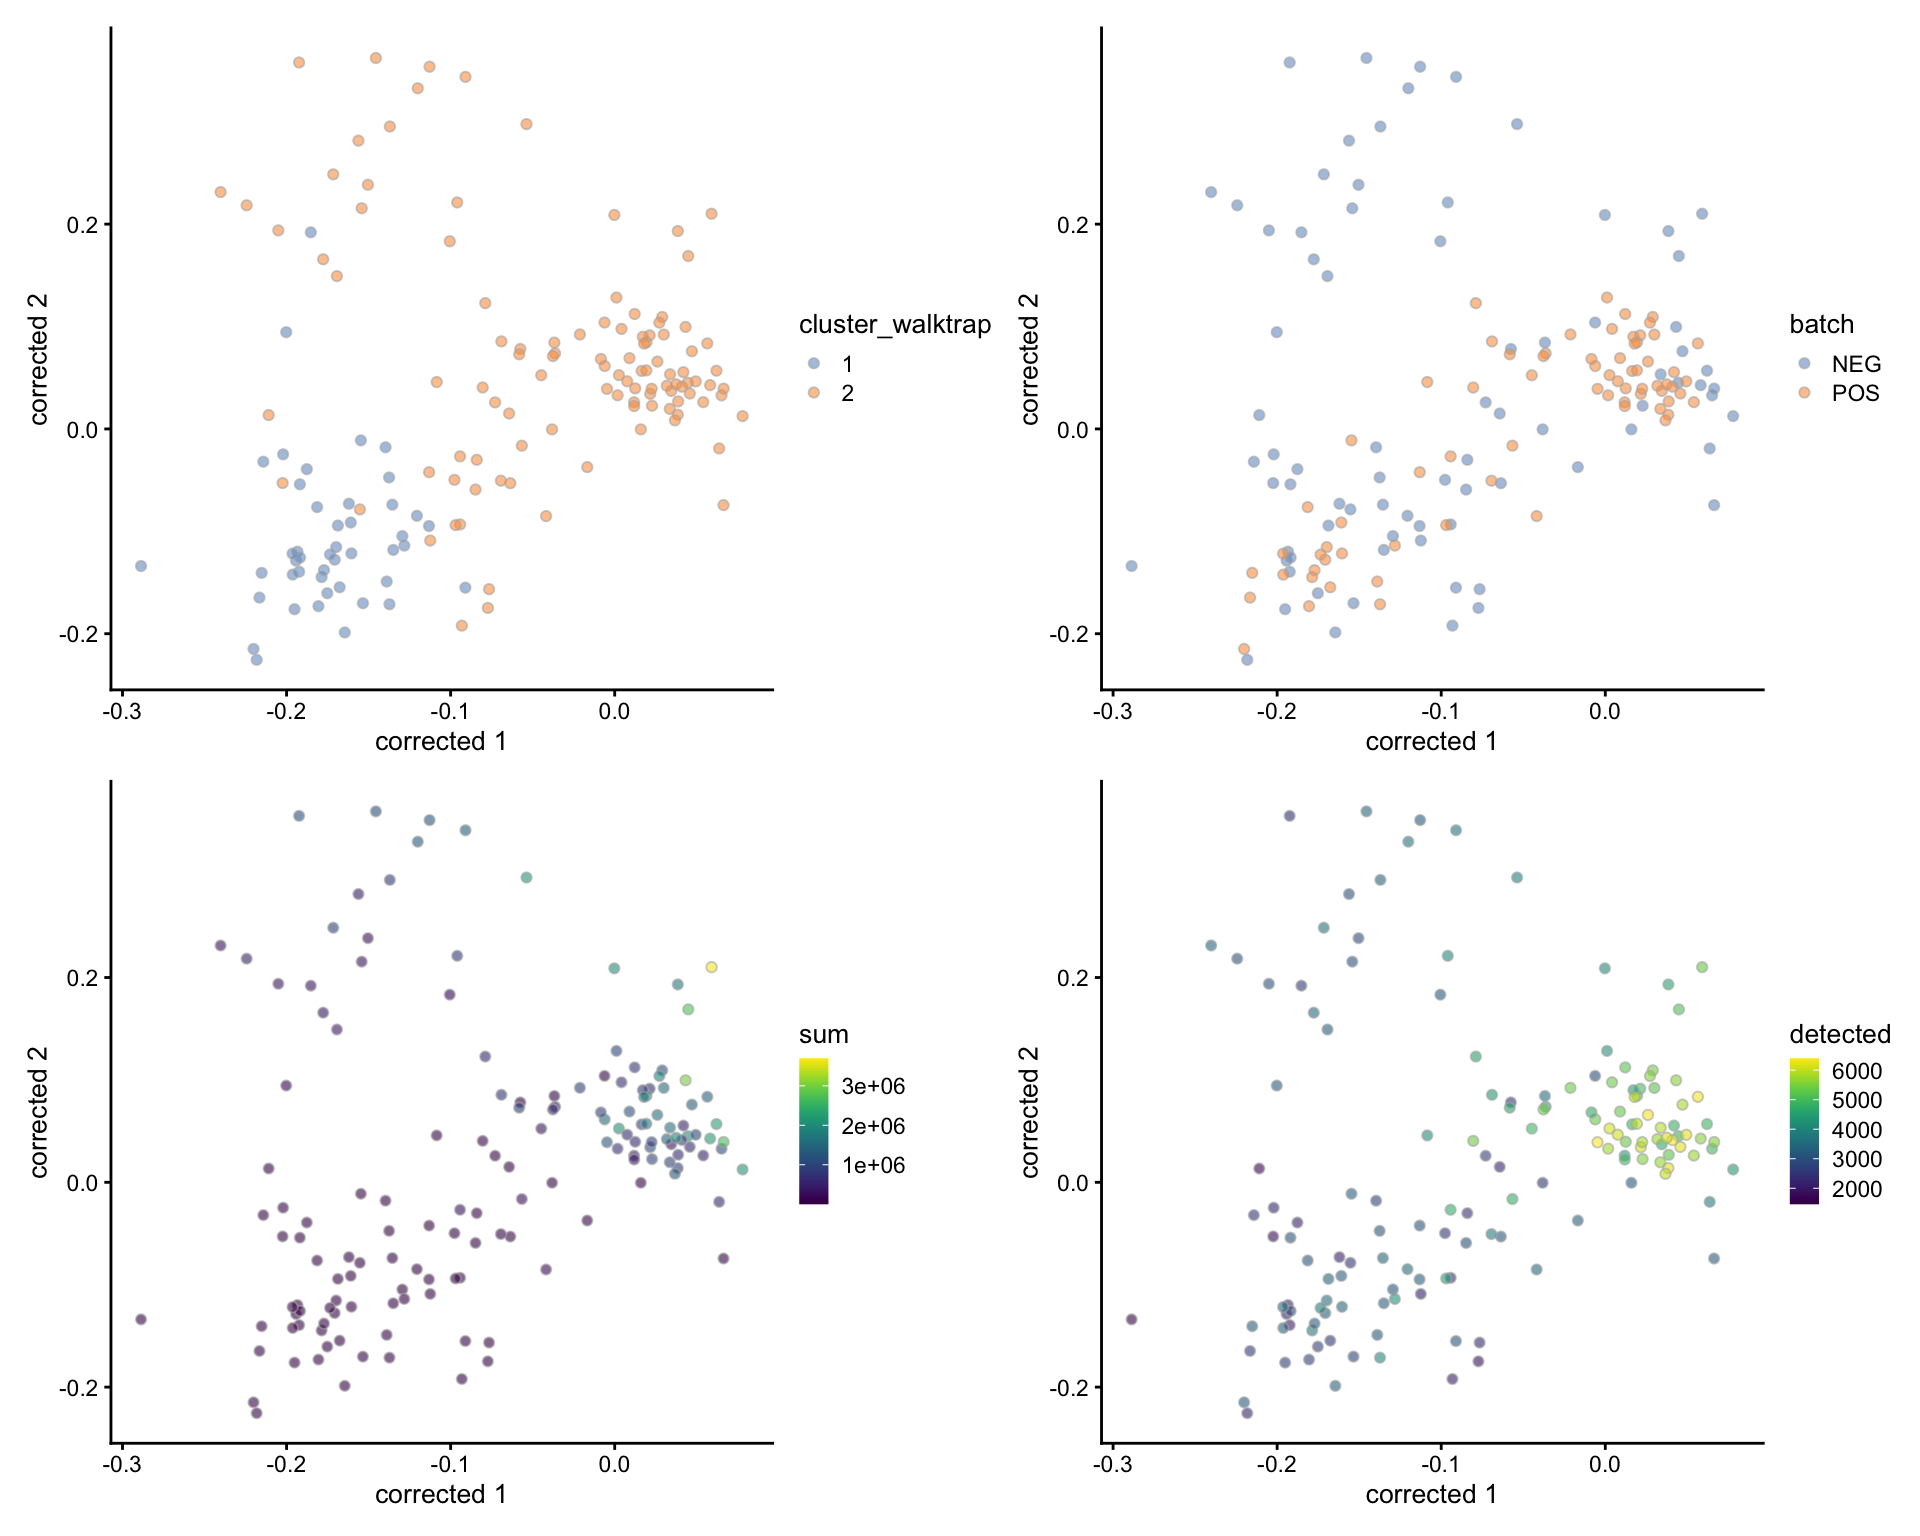 corrected 2
0.2
0.0
-0.2
-0.3 -0.2 -0.1 0.0
corrected 1
cluster_walktrap
1
2
corrected 2
0.2
0.0
-0.2
-0.3 -0.2 -0.1 0.0
corrected 1
batch
NEG
POS
corrected 2
0.2
0.0
-0.2
-0.3 -0.2 -0.1 0.0
corrected 1
sum
3e+06
2e+06
1e+06
corrected 2
0.2
0.0
-0.2
-0.3 -0.2 -0.1 0.0
corrected 1
detected
6000
5000
4000
3000
2000